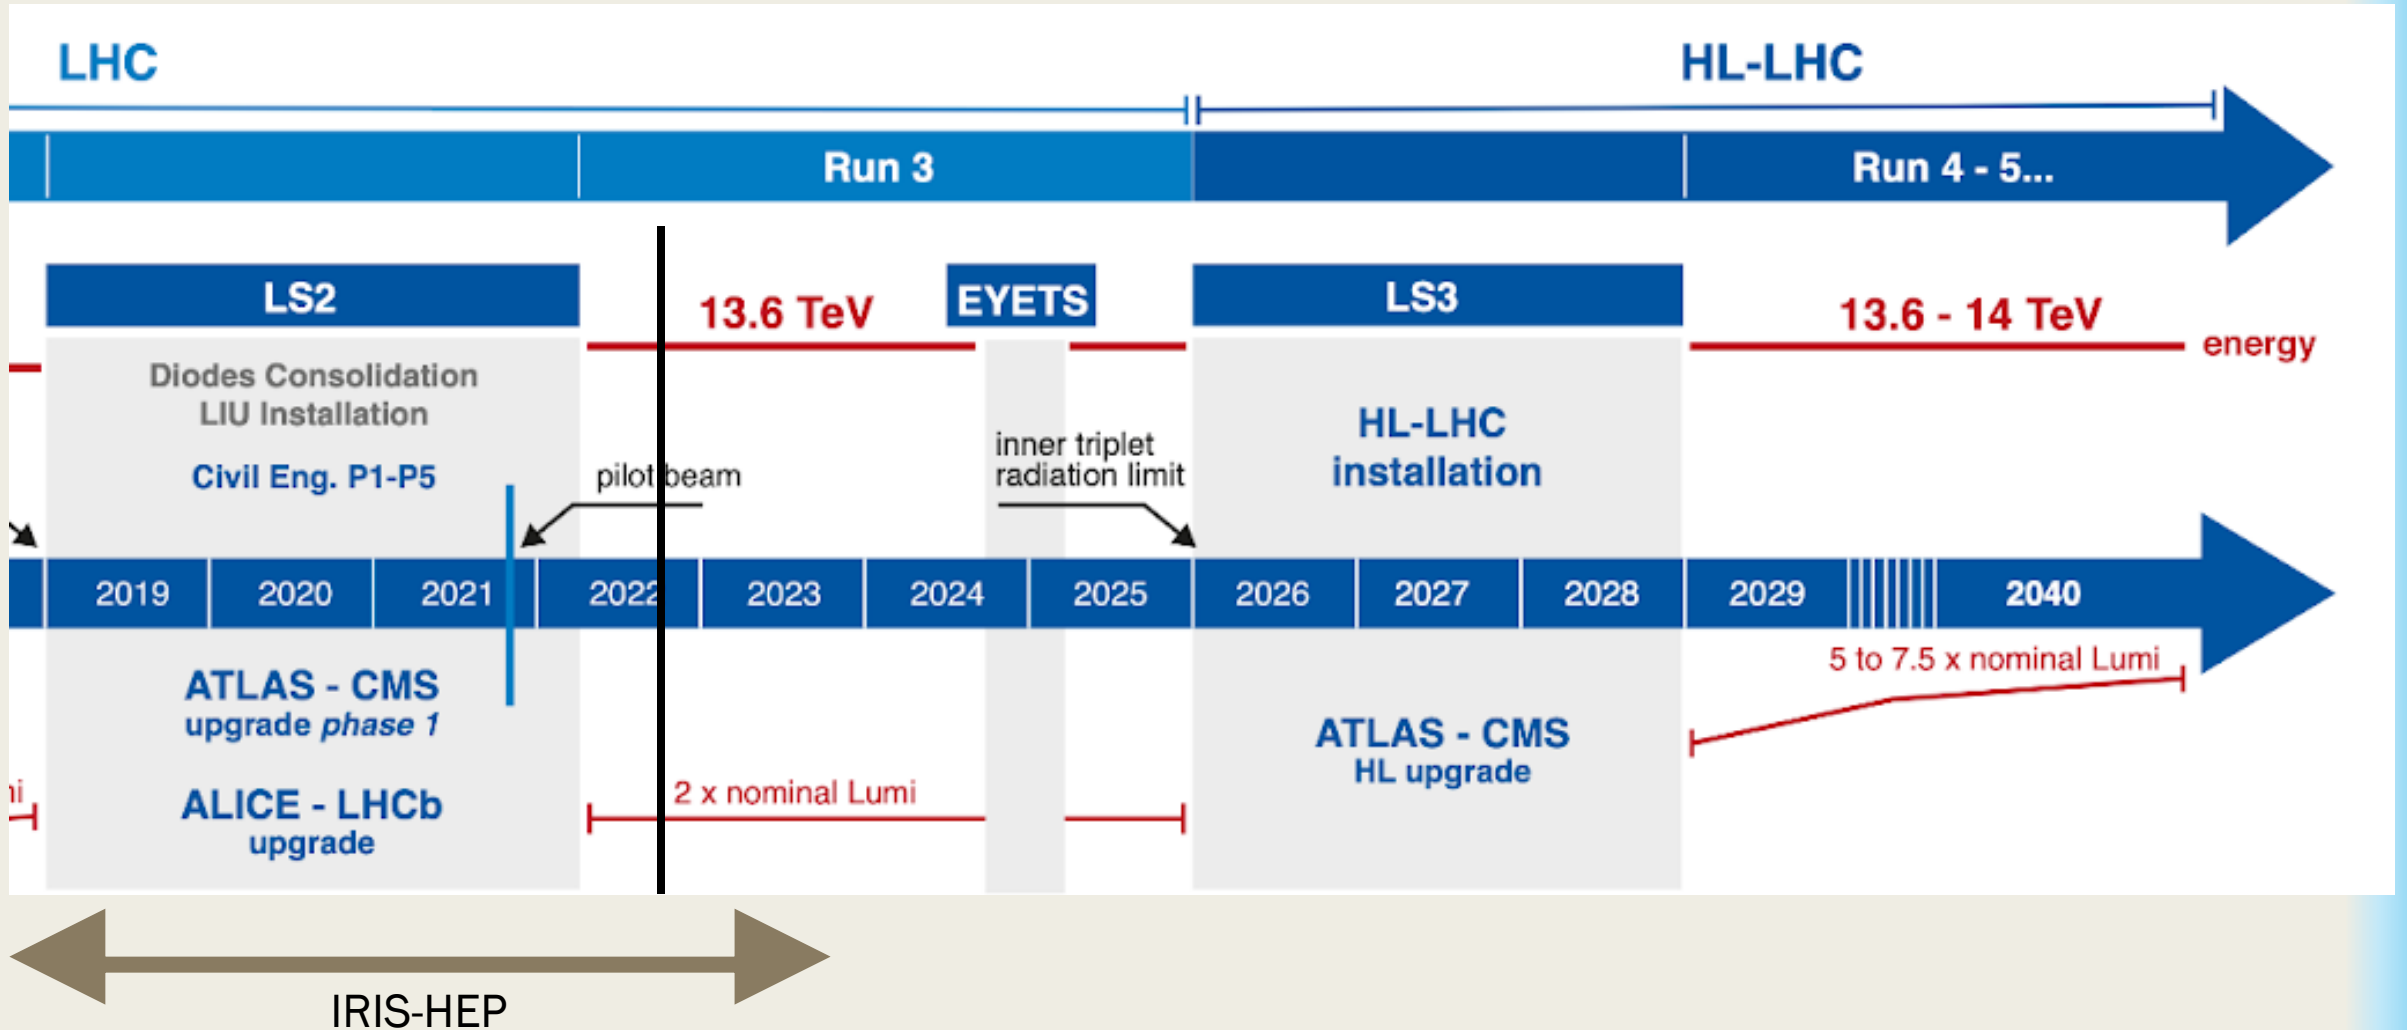 LHC
HL-LHC
Run 3
Run 4 - 5...
LS2
13.6 TeV
EYETS
LS3
13.6 - 14 TeV
energy
Diodes Consolidation
LIU Installation
Civil Eng. P1-P5
pilot beam
inner triplet
radiation limit
HL-LHC
installation
2019 2020 2021 2022 2023 2024 2025 2026 2027 2028 2029 2040
5 to 7.5 x nominal Lumi
ATLAS - CMS
upgrade phase 1
ALICE - LHCb
upgrade
2 x nominal Lumi
ATLAS - CMS
HL upgrade
IRIS-HEP